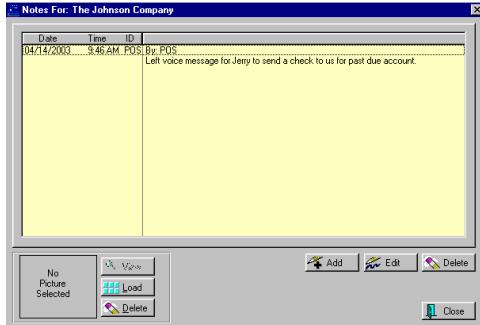 Notes For: The Johnson Company
Date Time ID
04/14/2003 9:46 AM POS By: POS
Left voice message for Jerry to send a check to us for past due account.
No
Picture
Selected
View
Load
Delete
Add Edit Delete
Close